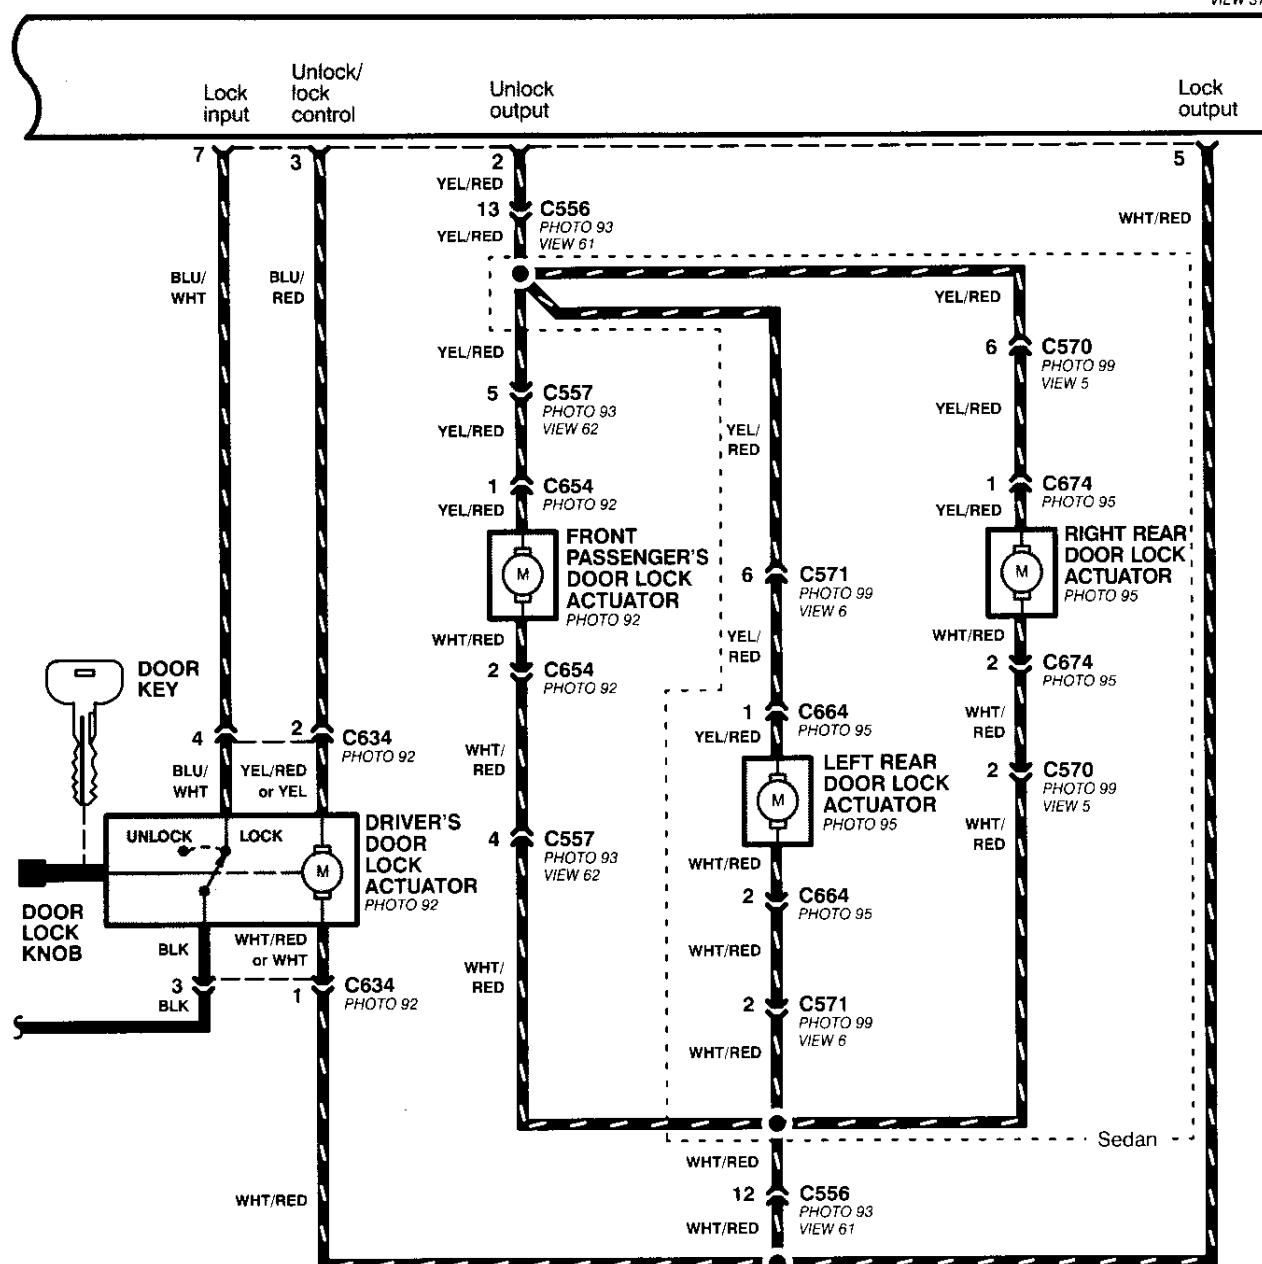 VIEW 37
Lock input
Unlock/ lock control
Unlock output
Lock output
7
3
2
5
YEL/RED
13 C556
PHOTO 93
VIEW 61
YEL/RED
WHT/RED
BLU/ WHT
BLU/ RED
YEL/RED
YEL/RED
6 C570
PHOTO 99
VIEW 5
5 C557
PHOTO 93
VIEW 62
YEL/RED
YEL/RED
YEL/ RED
1 C654
PHOTO 92
YEL/RED
1 C674
PHOTO 95
YEL/RED
FRONT
PASSENGER'S
DOOR LOCK
ACTUATOR
PHOTO 92
M
RIGHT REAR
DOOR LOCK
ACTUATOR
PHOTO 95
M
6 C571
PHOTO 99
VIEW 6
WHT/RED
YEL/ RED
WHT/RED
2 C654
PHOTO 92
2 C674
PHOTO 95
DOOR
KEY
1 C664
PHOTO 95
YEL/RED
WHT/ RED
4
2 C634
PHOTO 92
BLU/ WHT
YEL/RED or YEL
WHT/ RED
LEFT REAR
DOOR LOCK
ACTUATOR
PHOTO 95
M
2 C570
PHOTO 99
VIEW 5
UNLOCK
LOCK
M
DRIVER'S
DOOR
LOCK
ACTUATOR
PHOTO 92
4 C557
PHOTO 93
VIEW 62
WHT/ RED
WHT/RED
2 C664
PHOTO 95
DOOR
LOCK
KNOB
BLK
WHT/RED or WHT
WHT/ RED
WHT/RED
3
BLK
1 C634
PHOTO 92
2 C571
PHOTO 99
VIEW 6
WHT/RED
Sedan
WHT/RED
WHT/RED
12 C556
PHOTO 93
VIEW 61
WHT/RED